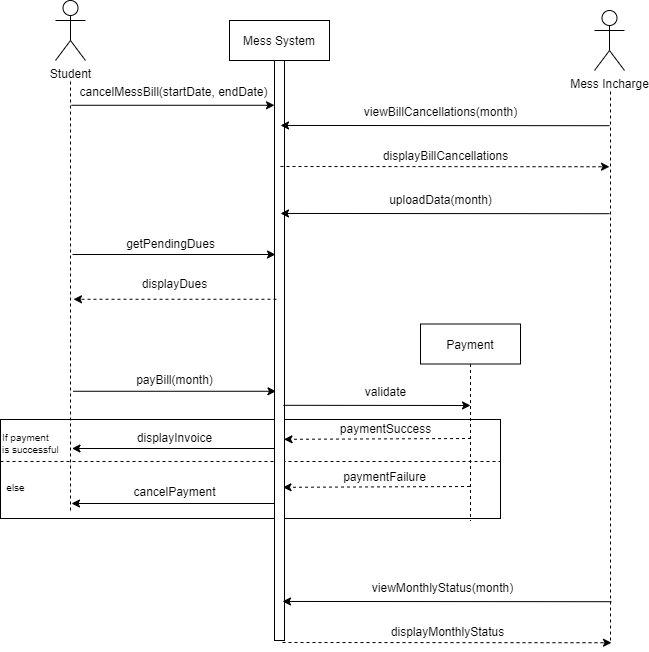 Mess System
Student
Mess Incharge
cancelMessBill(startDate, endDate)
viewBillCancellations(month)
displayBillCancellations
uploadData(month)
getPendingDues
displayDues
Payment
payBill(month)
validate
If payment
is successful
displayInvoice
paymentSuccess
else
paymentFailure
cancelPayment
viewMonthlyStatus(month)
displayMonthlyStatus